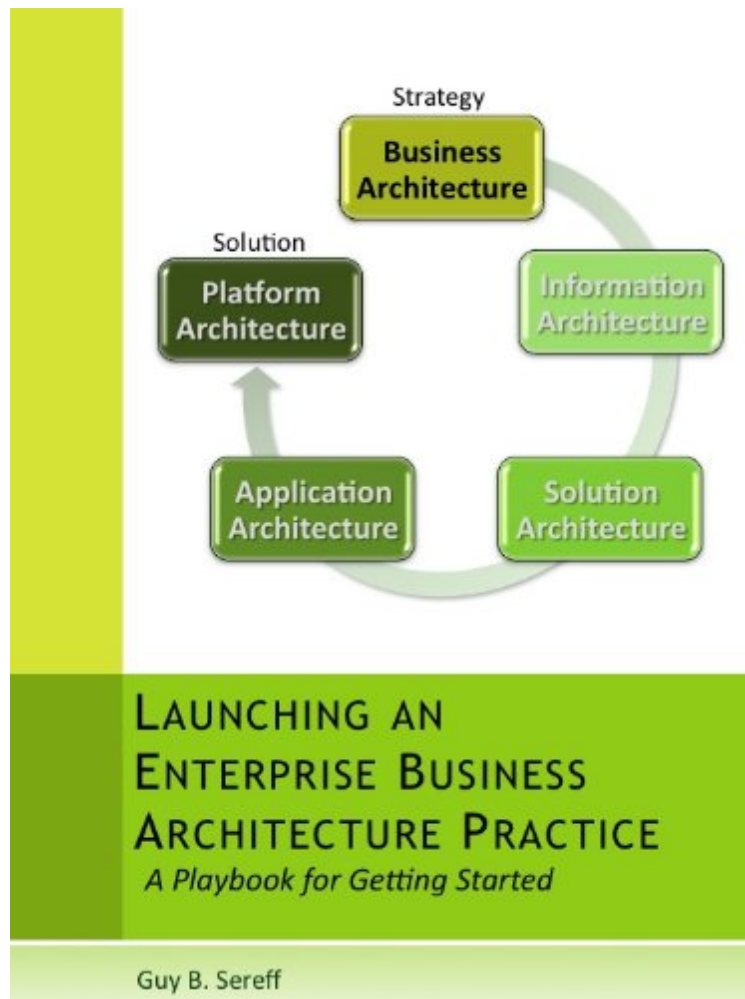 Strategy
Business
Architecture
Solution
Platform
Architecture
Information
Architecture
Application
Architecture
Solution
Architecture
LAUNCHING AN
ENTERPRISE BUSINESS
ARCHITECTURE PRACTICE
A Playbook for Getting Started
Guy B. Sereff